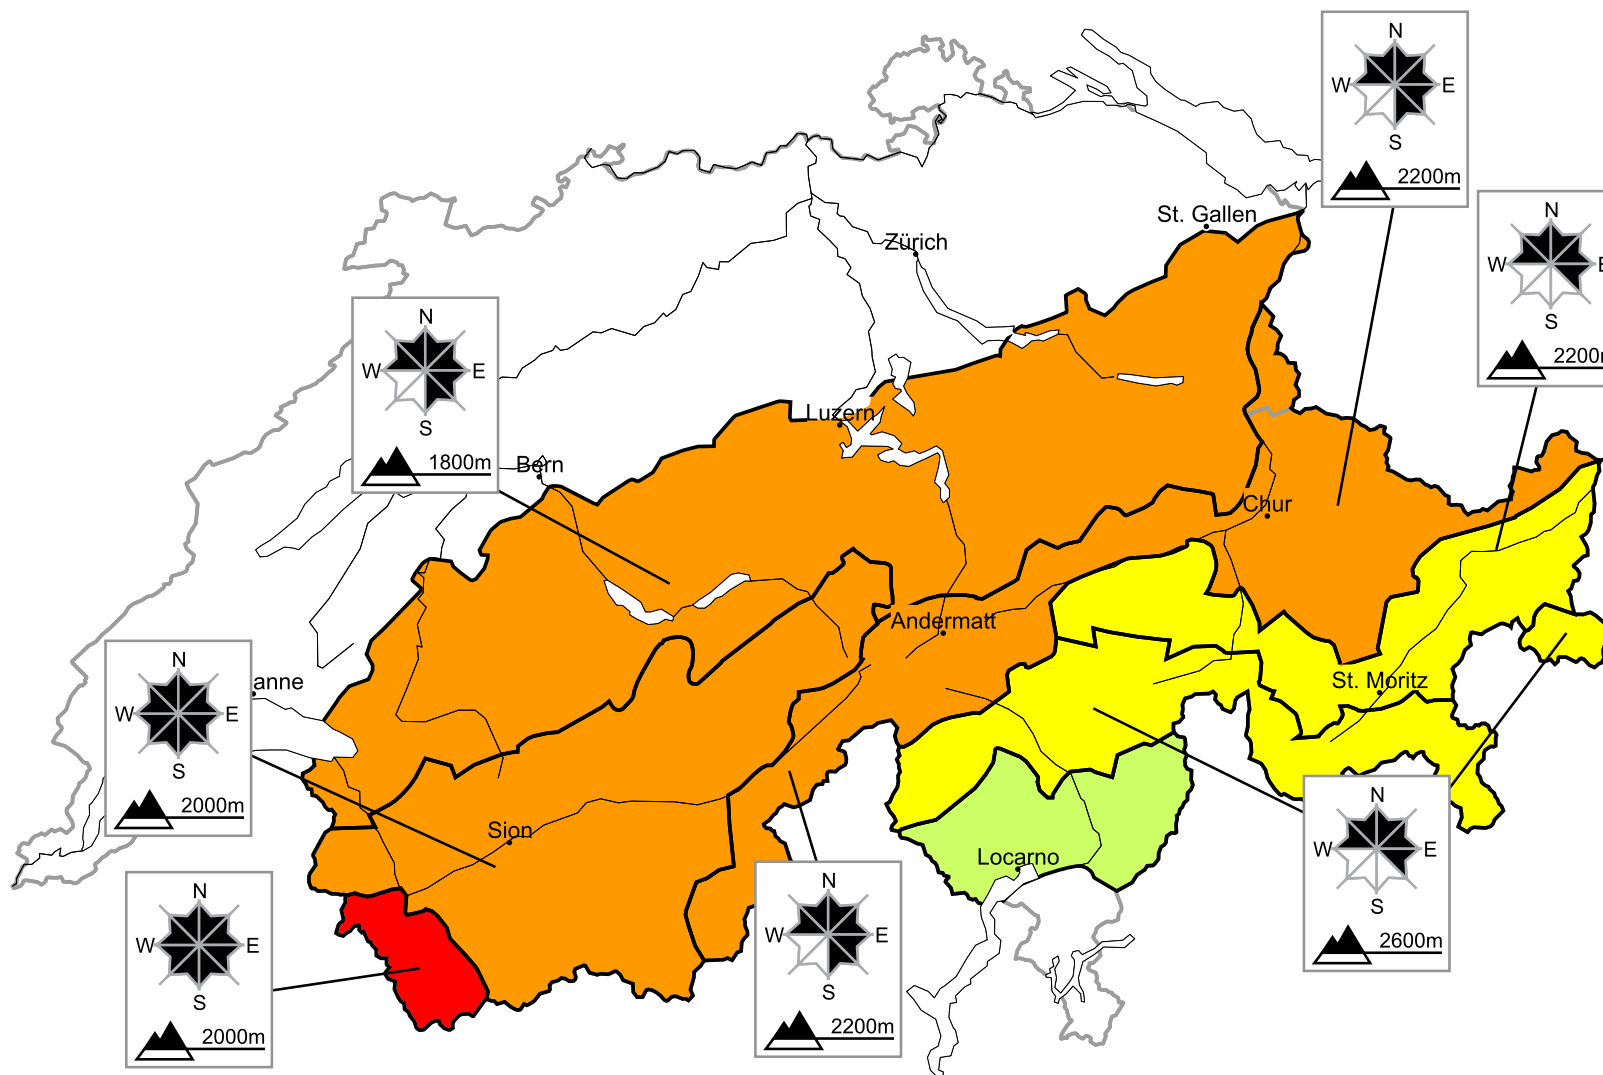 N
W E
S
2200m
St. Gallen
N
W
S
2200m
Zürich
N
W E
S
1800m
Luzern
Bern
Chur
Andermatt
anne
St. Moritz
N
W E
S
2000m
Sion
Locarno
N
W E
S
2600m
N
W E
S
2200m
N
W E
S
2000m